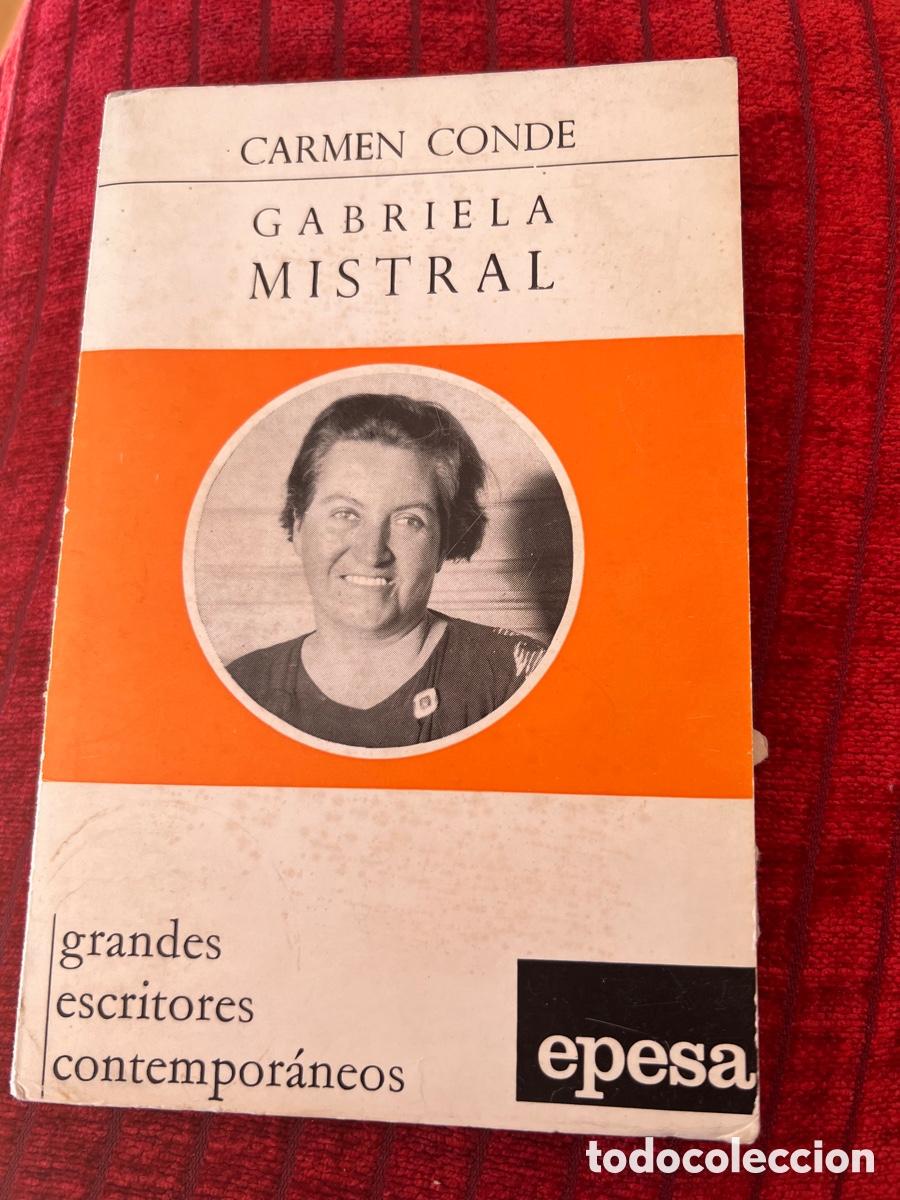 CARMEN CONDE
GABRIELA
MISTRAL
grandes
escritores
contemporáneos
epesa
todocoleccion